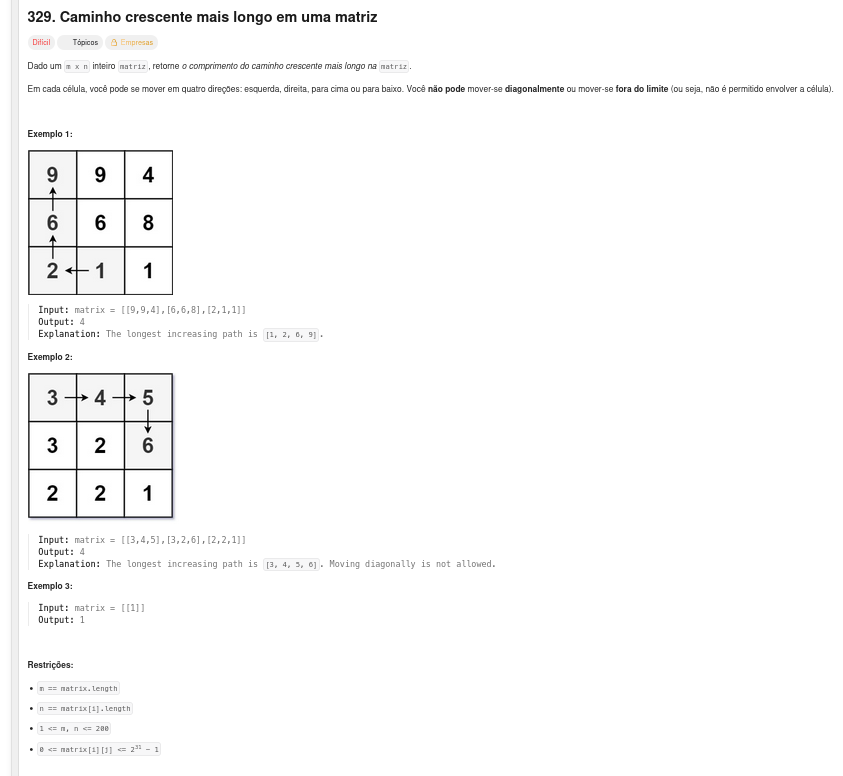 329. Caminho crescente mais longo em uma matriz
Difícil Tópicos Empresas
Dado um m x n inteiro matriz, retorne o comprimento do caminho crescente mais longo na matriz.
Em cada célula, você pode se mover em quatro direções: esquerda, direita, para cima ou para baixo. Você não pode mover-se diagonalmente ou mover-se fora do limite (ou seja, não é permitido envolver a célula).
Exemplo 1:
9 9 4
6 6 8
2 1 1
Input: matrix = [[9,9,4],[6,6,8],[2,1,1]]
Output: 4
Explanation: The longest increasing path is [1, 2, 6, 9].
Exemplo 2:
3 4 5
3 2 6
2 2 1
Input: matrix = [[3,4,5],[3,2,6],[2,2,1]]
Output: 4
Explanation: The longest increasing path is [3, 4, 5, 6]. Moving diagonally is not allowed.
Exemplo 3:
Input: matrix = [[1]]
Output: 1
Restrições:
• m == matrix.length
• n == matrix[i].length
• 1 <= m, n <= 200
• 0 <= matrix[i][j] <= 2³¹ − 1